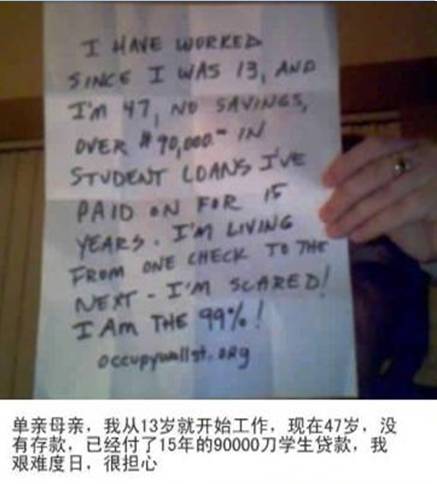 I HAVE WORKED
SINCE I WAS 13, AND
I'M 47, NO SAVINGS,
OVER $90,000.⁰⁰ IN
STUDENT LOANS I'VE
PAID ON FOR 15
YEARS. I'M LIVING
FROM ONE CHECK TO THE
NEXT - I'M SCARED!
I AM THE 99%!
occupywallst.org
单亲母亲，我从13岁就开始工作，现在47岁，没
有存款，已经付了15年的90000刀学生贷款，我
艰难度日，很担心